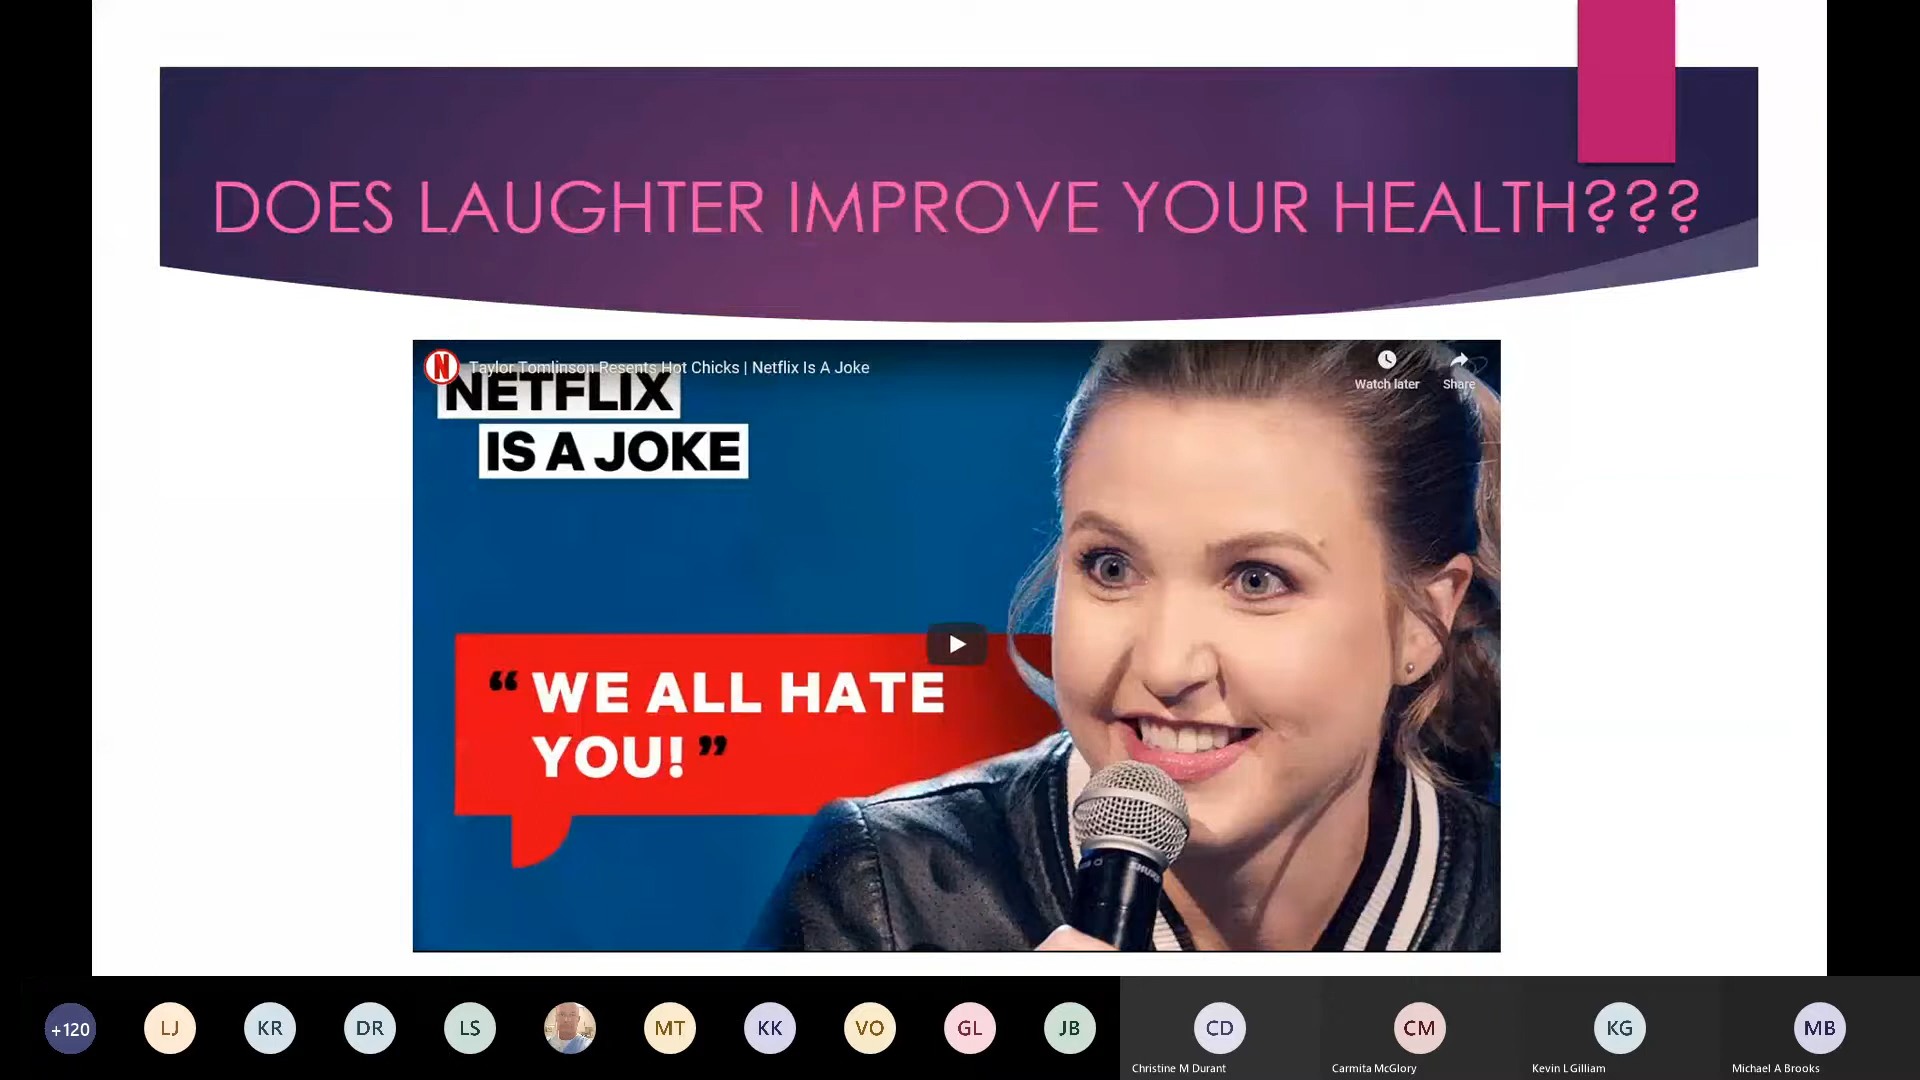 DOES LAUGHTER IMPROVE YOUR HEALTH???
N Taylor Tomlinson Resents Hot Chicks | Netflix Is A Joke
Watch later
Share
NETFLIX
IS A JOKE
“ WE ALL HATE
YOU! ”
SHURE
+120
LJ
KR
DR
LS
MT
KK
VO
GL
JB
CD
CM
KG
MB
Christine M Durant
Carmita McGlory
Kevin L Gilliam
Michael A Brooks